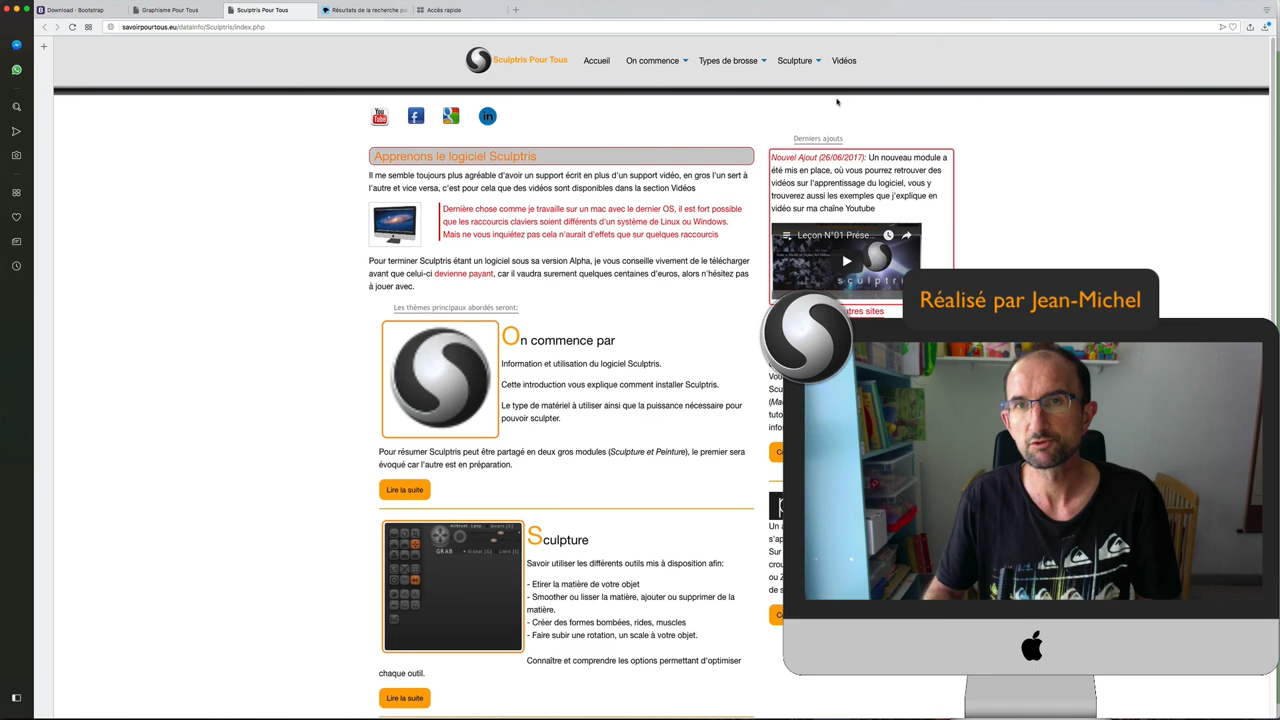 Download · Bootstrap
Graphisme Pour Tous
Sculptris Pour Tous
Résultats de la recherche po
Accès rapide
savoirpourtous.eu/dataInfo/Sculptris/index.php
Sculptris Pour Tous
Accueil
On commence
Types de brosse
Sculpture
Vidéos
You
Tube
f
in
Apprenons le logiciel Sculptris
Il me semble toujours plus agréable d'avoir un support écrit en plus d'un support vidéo, en gros l'un sert à
l'autre et vice versa, c'est pour cela que des vidéos sont disponibles dans la section Vidéos
Dernière chose comme je travaille sur un mac avec le dernier OS, il est fort possible
que les raccourcis claviers soient différents d'un système de Linux ou Windows.
Mais ne vous inquiétez pas cela n'aurait d'effets que sur quelques raccourcis
Pour terminer Sculptris étant un logiciel sous sa version Alpha, je vous conseille vivement de le télécharger
avant que celui-ci devienne payant, car il vaudra surement quelques centaines d'euros, alors n'hésitez pas
à jouer avec.
Les thèmes principaux abordés seront:
On commence par
Information et utilisation du logiciel Sculptris.
Cette introduction vous explique comment installer Sculptris.
Le type de matériel à utiliser ainsi que la puissance nécessaire pour
pouvoir sculpter.
Pour résumer Sculptris peut être partagé en deux gros modules (Sculpture et Peinture), le premier sera
évoqué car l'autre est en préparation.
Lire la suite
GRAB
Sculpture
Savoir utiliser les différents outils mis à disposition afin:
- Etirer la matière de votre objet
- Smoother ou lisser la matière, ajouter ou supprimer de la
matière.
- Créer des formes bombées, rides, muscles
- Faire subir une rotation, un scale à votre objet.
Connaître et comprendre les options permettant d'optimiser
chaque outil.
Lire la suite
Derniers ajouts
Nouvel Ajout (26/06/2017): Un nouveau module a
été mis en place, où vous pourrez retrouver des
vidéos sur l'apprentissage du logiciel, vous y
trouverez aussi les exemples que j'explique en
vidéo sur ma chaîne Youtube
Leçon N°01 Prése...
sculptri
utres sites
Réalisé par Jean-Michel